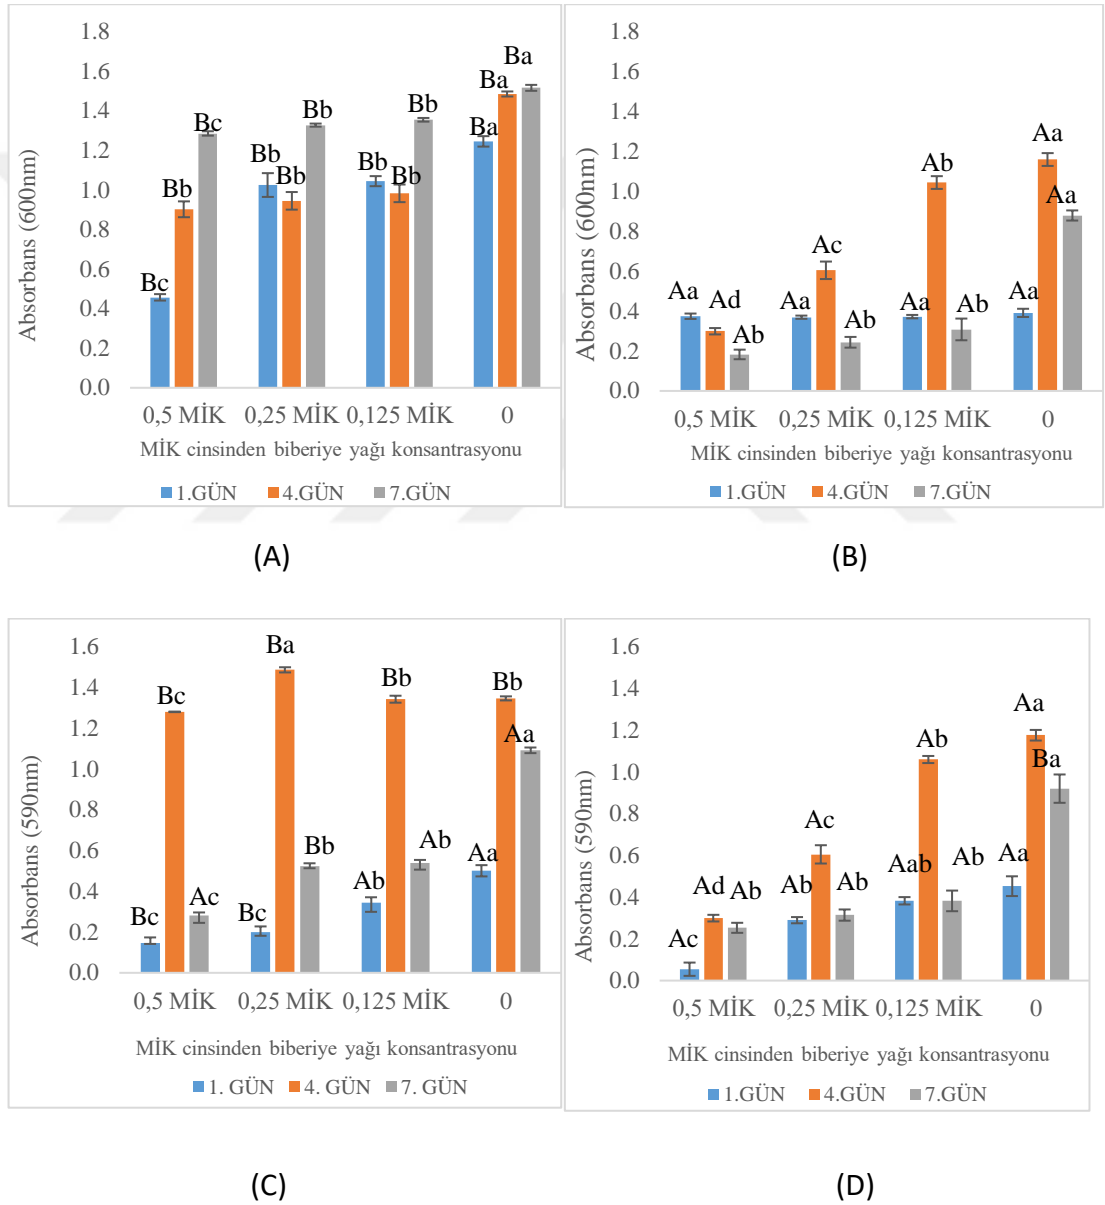 Absorbans (600nm)
1.8
1.6
1.4
1.2
1.0
0.8
0.6
0.4
0.2
0.0
Bc Bb Bc
Bb Bb Bb
Bb Bb Bb
Ba Ba Ba
0,5 MİK 0,25 MİK 0,125 MİK 0
MİK cinsinden biberiye yağı konsantrasyonu
1.GÜN 4.GÜN 7.GÜN
(A)
Absorbans (600nm)
1.8
1.6
1.4
1.2
1.0
0.8
0.6
0.4
0.2
0.0
Aa Ad Ab
Aa Ac Ab
Aa Ab Ab
Aa Aa Aa
0,5 MİK 0,25 MİK 0,125 MİK 0
MİK cinsinden biberiye yağı konsantrasyonu
1.GÜN 4.GÜN 7.GÜN
(B)
Absorbans (590nm)
1.6
1.4
1.2
1.0
0.8
0.6
0.4
0.2
0.0
Bc Bc Ac
Bc Ba Bb
Ab Bb Ab
Aa Bb Aa
0,5 MİK 0,25 MİK 0,125 MİK 0
MİK cinsinden biberiye yağı konsantrasyonu
1. GÜN 4. GÜN 7. GÜN
(C)
Absorbans (590nm)
1.6
1.4
1.2
1.0
0.8
0.6
0.4
0.2
0.0
Ac Ad Ab
Ab Ac Ab
Aab Ab Ab
Aa Aa Ba
0,5 MİK 0,25 MİK 0,125 MİK 0
MİK cinsinden biberiye yağı konsantrasyonu
1.GÜN 4.GÜN 7.GÜN
(D)